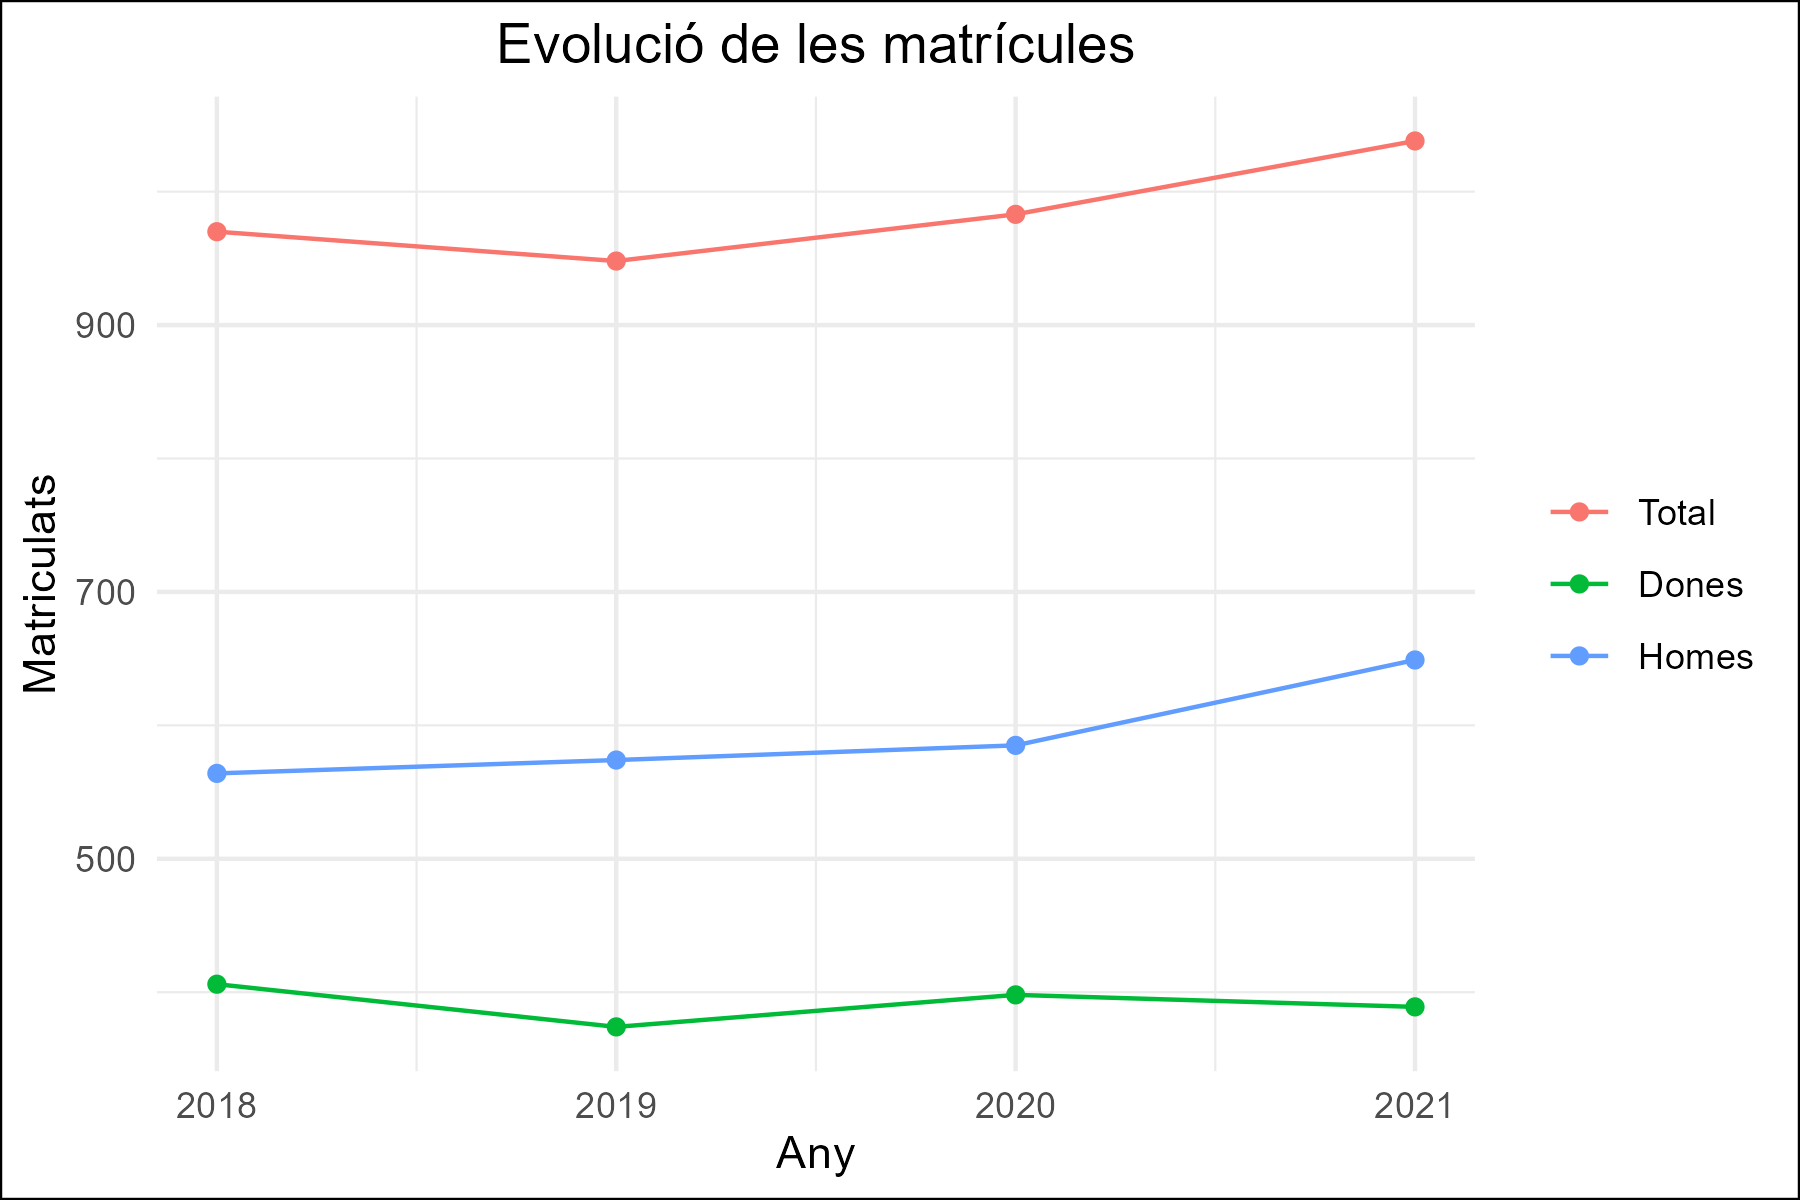 Evolució de les matrícules
Matriculats
900
700
500
2018
2019
2020
2021
Any
Total
Dones
Homes